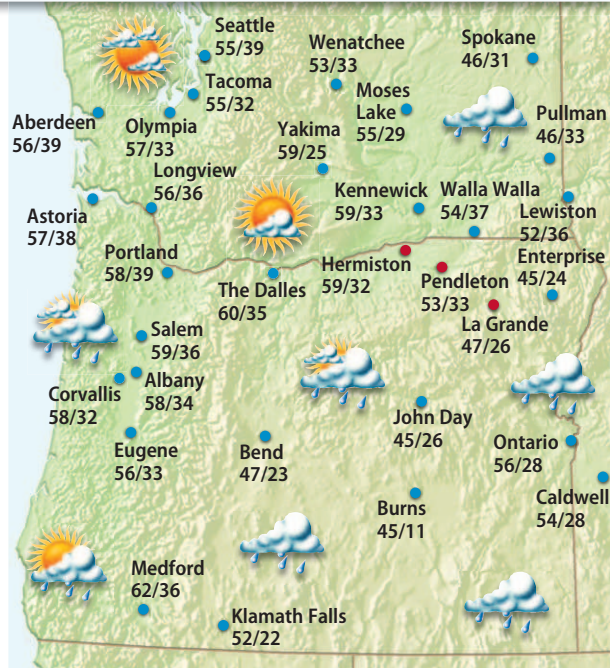 Seattle
55/39
Wenatchee
53/33
Spokane
46/31
Tacoma
55/32
Moses
Lake
55/29
Aberdeen
56/39
Olympia
57/33
Pullman
46/33
Yakima
59/25
Longview
56/36
Kennewick
59/33
Walla Walla
54/37
Lewiston
52/36
Astoria
57/38
Portland
58/39
The Dalles
60/35
Hermiston
59/32
Pendleton
53/33
Enterprise
45/24
La Grande
47/26
Salem
59/36
Corvallis
58/32
Albany
58/34
John Day
45/26
Eugene
56/33
Bend
47/23
Ontario
56/28
Burns
45/11
Caldwell
54/28
Medford
62/36
Klamath Falls
52/22